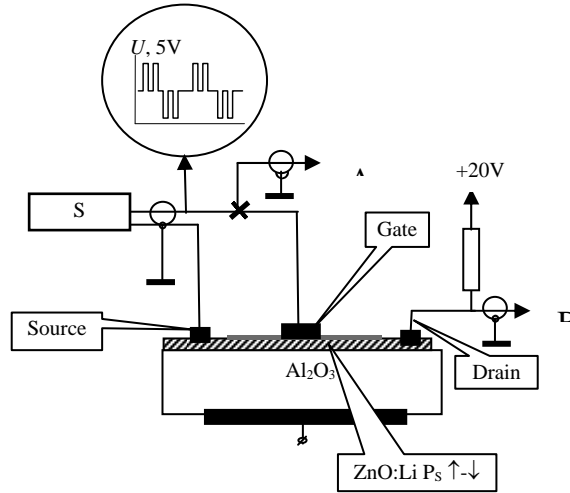 U, 5V
+20V
S
Gate
Source
Al₂O₃
Drain
ZnO:Li Pₛ ↑-↓